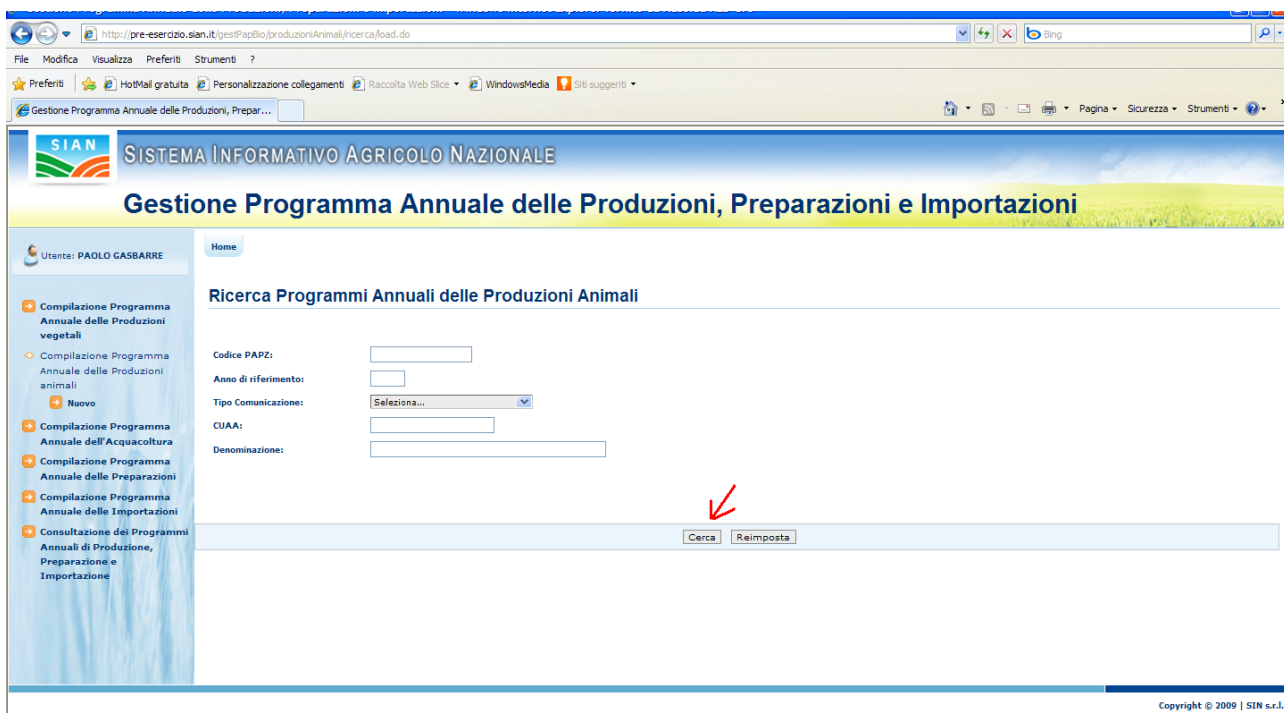 http://pre-esercizio.sian.it/gestPapBio/produzioniAnimali/ricerca/load.do
Bing
File Modifica Visualizza Preferiti Strumenti ?
Preferiti HotMail gratuita Personalizzazione collegamenti Raccolta Web Slice WindowsMedia Siti suggeriti
Gestione Programma Annuale delle Produzioni, Prepar...
Pagina Sicurezza Strumenti
SIAN
SISTEMA INFORMATIVO AGRICOLO NAZIONALE
Gestione Programma Annuale delle Produzioni, Preparazioni e Importazioni
Utente: PAOLO GASBARRE
Home
Compilazione Programma
Annuale delle Produzioni
vegetali
Compilazione Programma
Annuale delle Produzioni
animali
Nuovo
Compilazione Programma
Annuale dell'Acquacoltura
Compilazione Programma
Annuale delle Preparazioni
Compilazione Programma
Annuale delle Importazioni
Consultazione dei Programmi
Annuali di Produzione,
Preparazione e
Importazione
Ricerca Programmi Annuali delle Produzioni Animali
Codice PAPZ:
Anno di riferimento:
Tipo Comunicazione: Seleziona...
CUAA:
Denominazione:
Cerca Reimposta
Copyright © 2009 | SIN s.r.l.